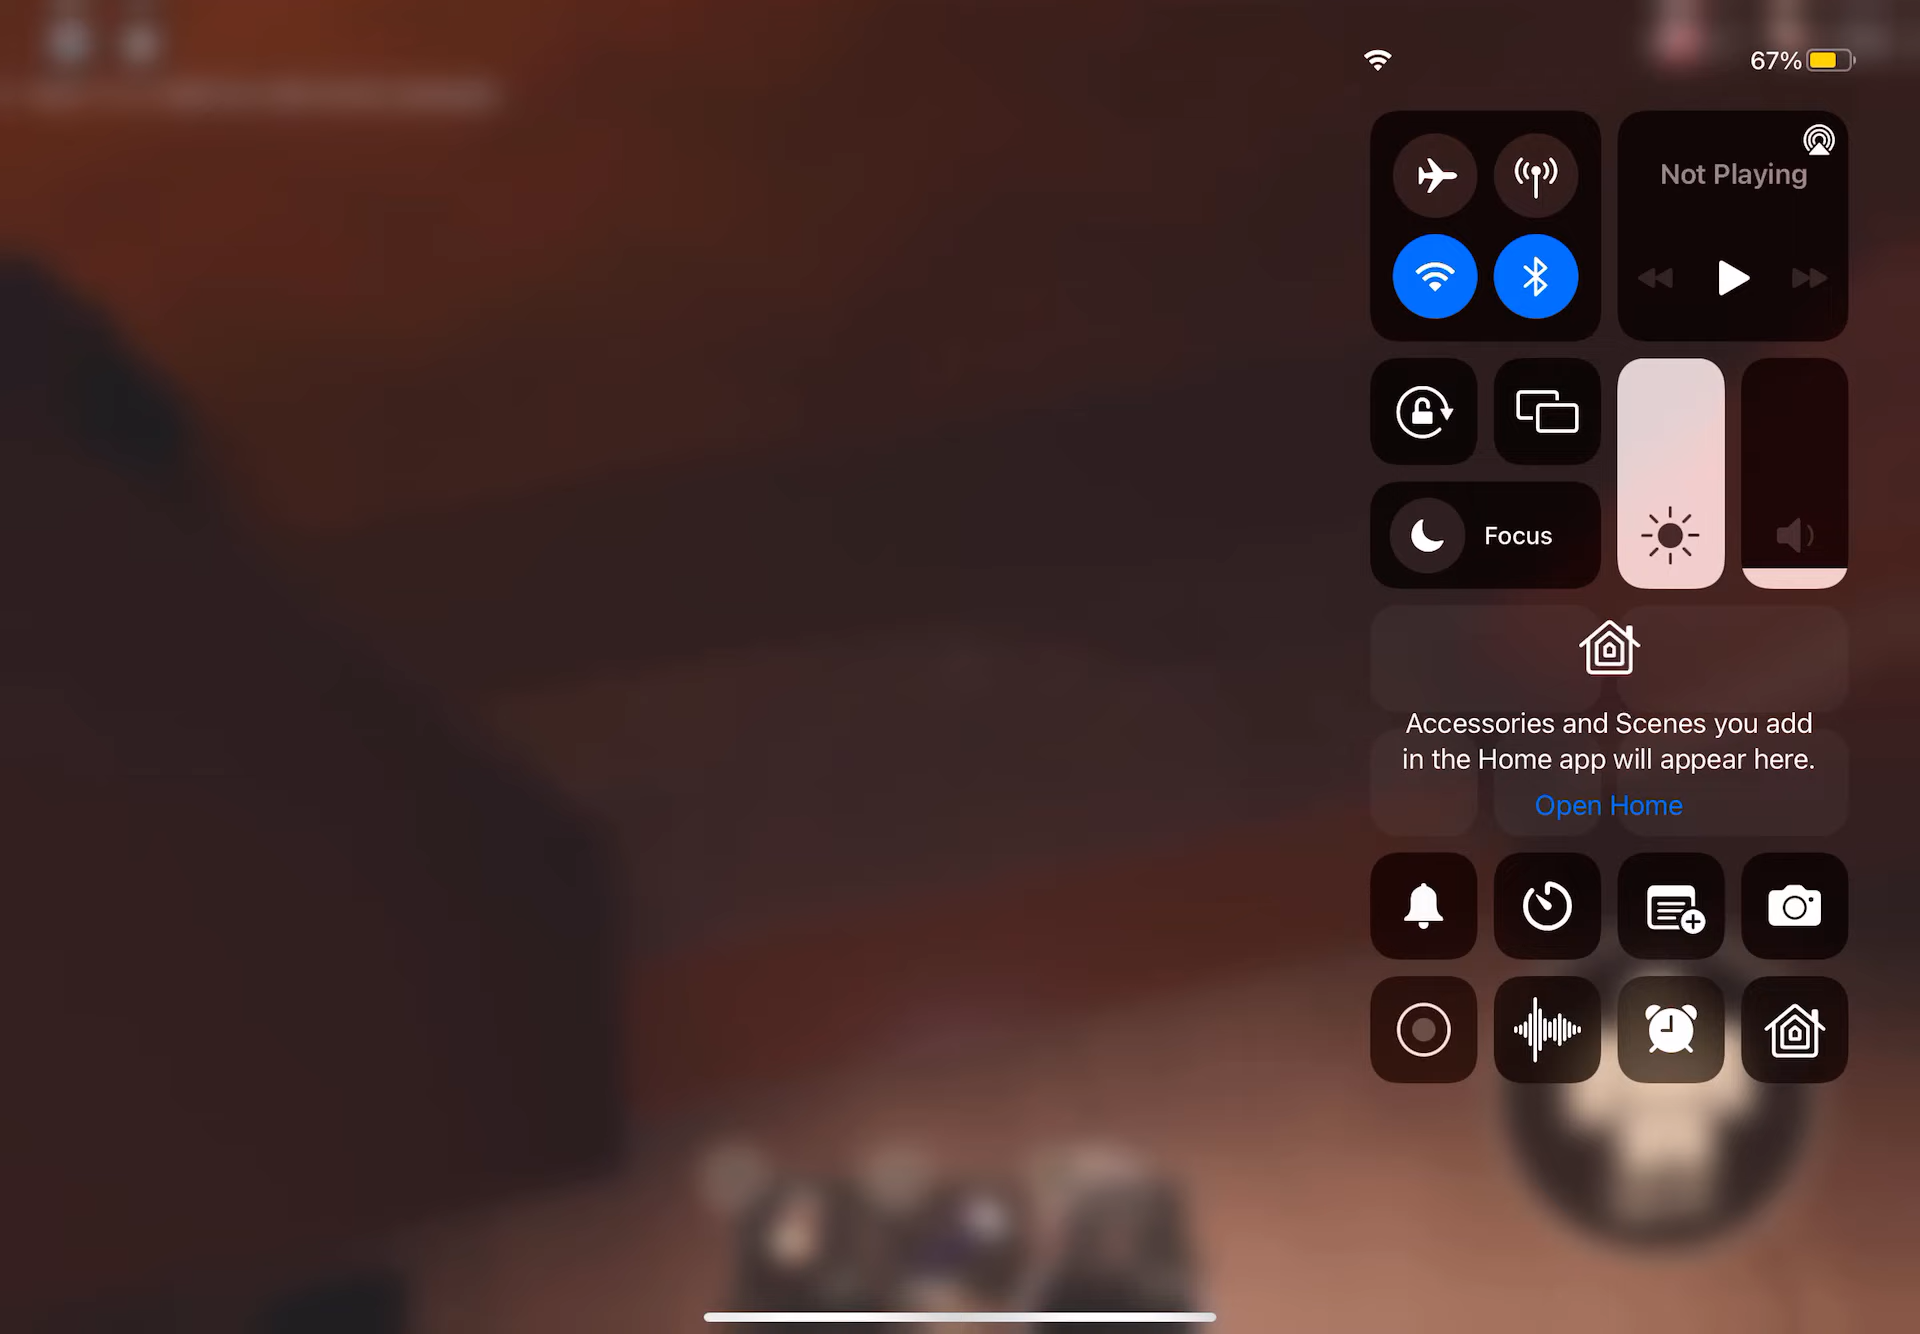 67%
Not Playing
Focus
Accessories and Scenes you add
in the Home app will appear here.
Open Home